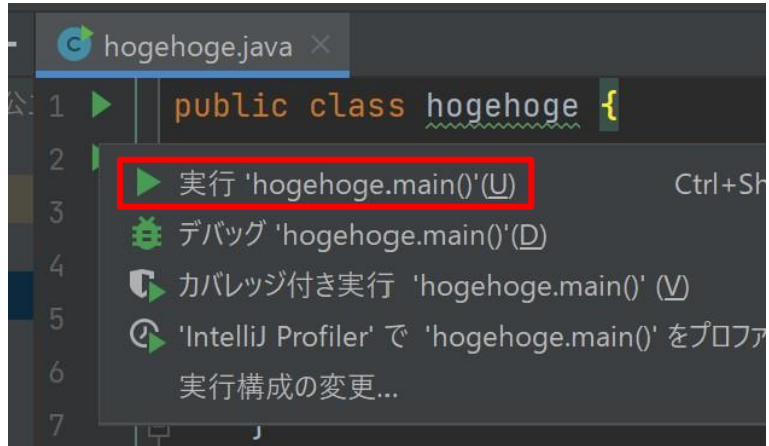 hogehoge.java
1 public class hogehoge {
2
実行 'hogehoge.main()'(U) Ctrl+Sh
3
デバッグ 'hogehoge.main()'(D)
4
カバレッジ付き実行 'hogehoge.main()' (V)
5
'IntelliJ Profiler' で 'hogehoge.main()' をプロファ
6
実行構成の変更...
7